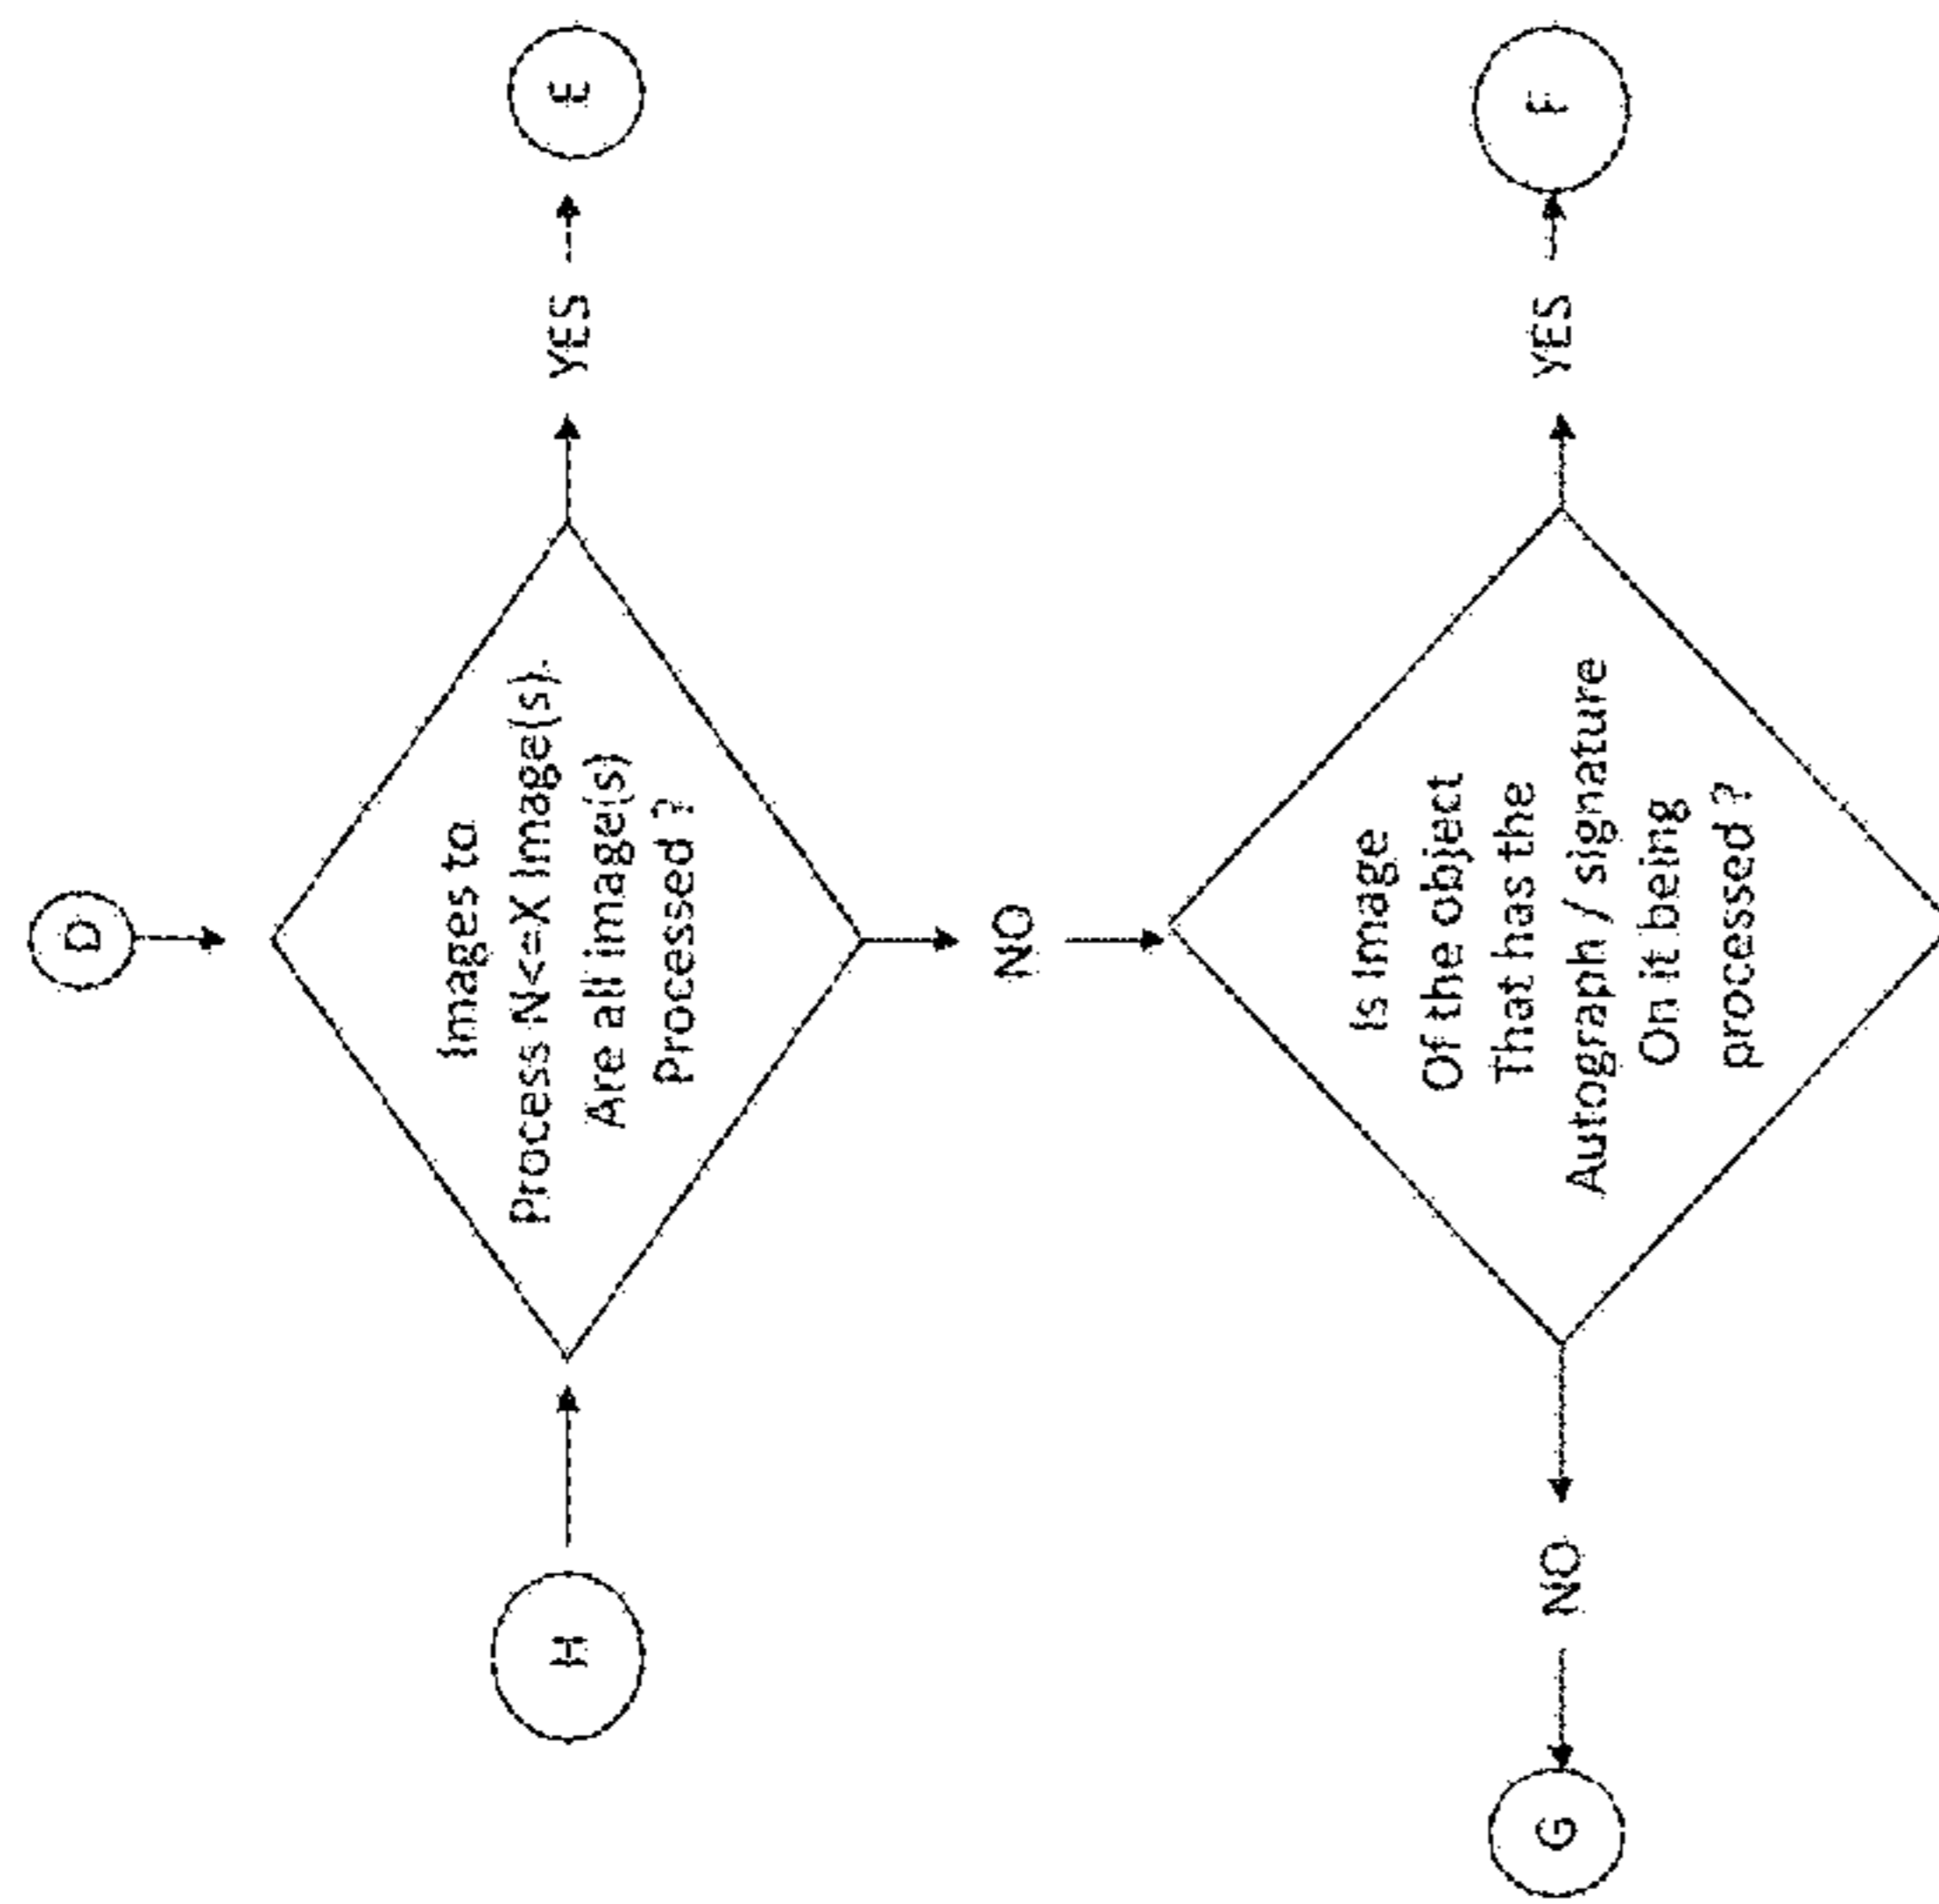 D
H
Images to
Process N<=X Image(s).
Are all image(s)
Processed ?
YES
E
NO
Is Image
Of the object
That has the
Autograph / signature
On it being
processed ?
YES
F
NO
G